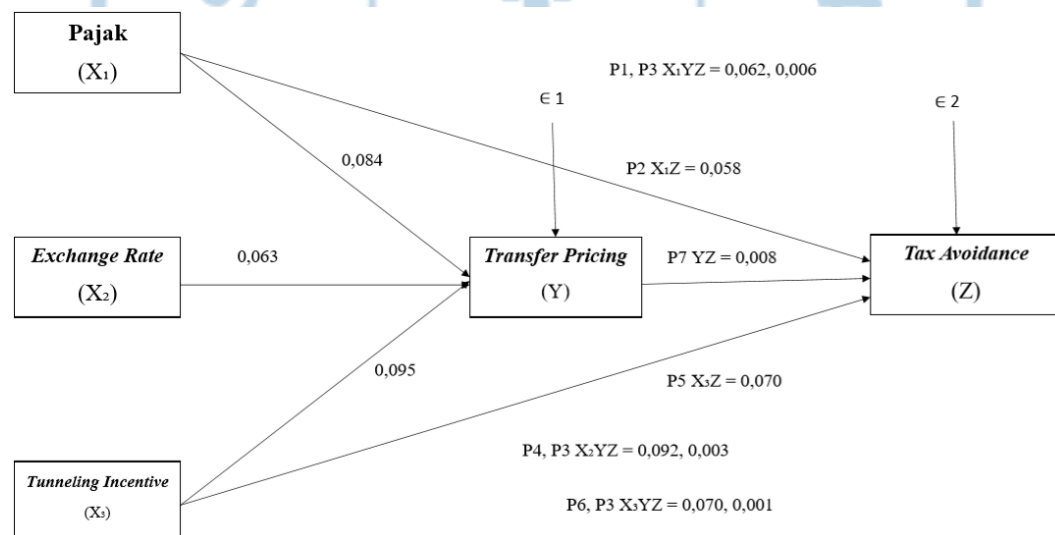 Pajak
(X₁)
P1, P3 X₁YZ = 0,062, 0,006
∈ 1
∈ 2
0,084
P2 X₁Z = 0,058
Exchange Rate
(X₂)
0,063
Transfer Pricing
(Y)
P7 YZ = 0,008
Tax Avoidance
(Z)
0,095
P5 X₃Z = 0,070
P4, P3 X₂YZ = 0,092, 0,003
Tunneling Incentive
(X₃)
P6, P3 X₃YZ = 0,070, 0,001